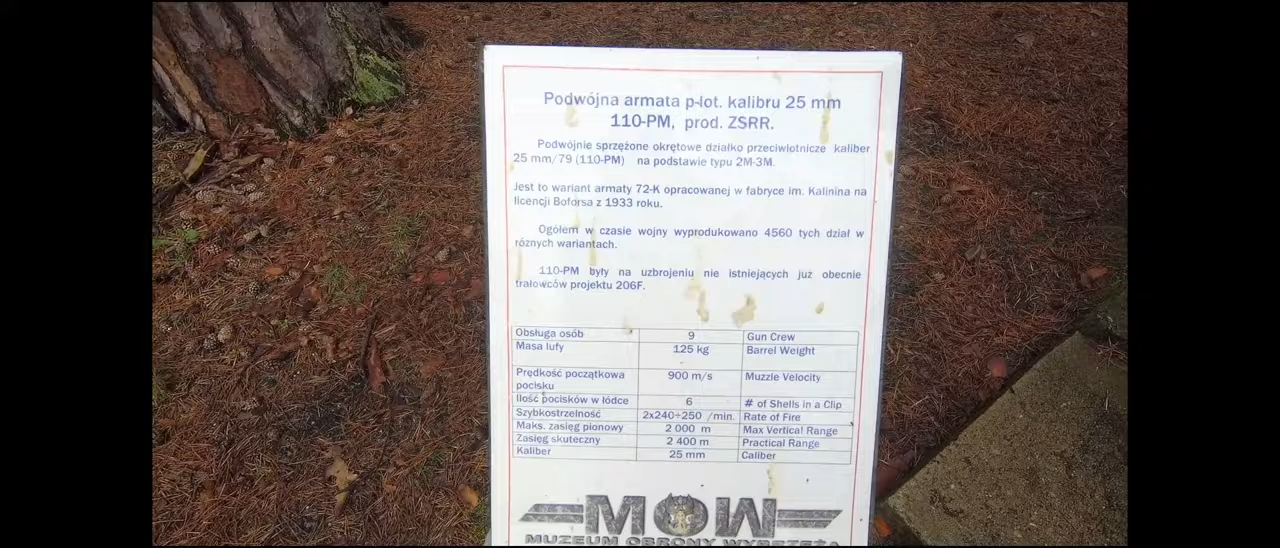 Podwójna armata p-lot. kalibru 25 mm
110-PM, prod. ZSRR.
Podwójnie sprzężone okrętowe działko przeciwlotnicze kaliber
25 mm/79 (110-PM) na podstawie typu 2M-3M.
Jest to wariant armaty 72-K opracowanej w fabryce im. Kalinina na
licencji Boforsa z 1933 roku.
Ogółem w czasie wojny wyprodukowano 4560 tych dział w
różnych wariantach.
110-PM były na uzbrojeniu nie istniejących już obecnie
trałowców projektu 206F.
Obsługa osób 9 Gun Crew
Masa lufy 125 kg Barrel Weight
Prędkość początkowa 900 m/s Muzzle Velocity
pocisku
Ilość pocisków w łódce 6 # of Shells in a Clip
Szybkostrzelność 2x240÷250 /min. Rate of Fire
Maks. zasięg pionowy 2 000 m Max Vertical Range
Zasięg skuteczny 2 400 m Practical Range
Kaliber 25 mm Caliber
MOW
MUZEUM OBRONY WYBRZEŻA